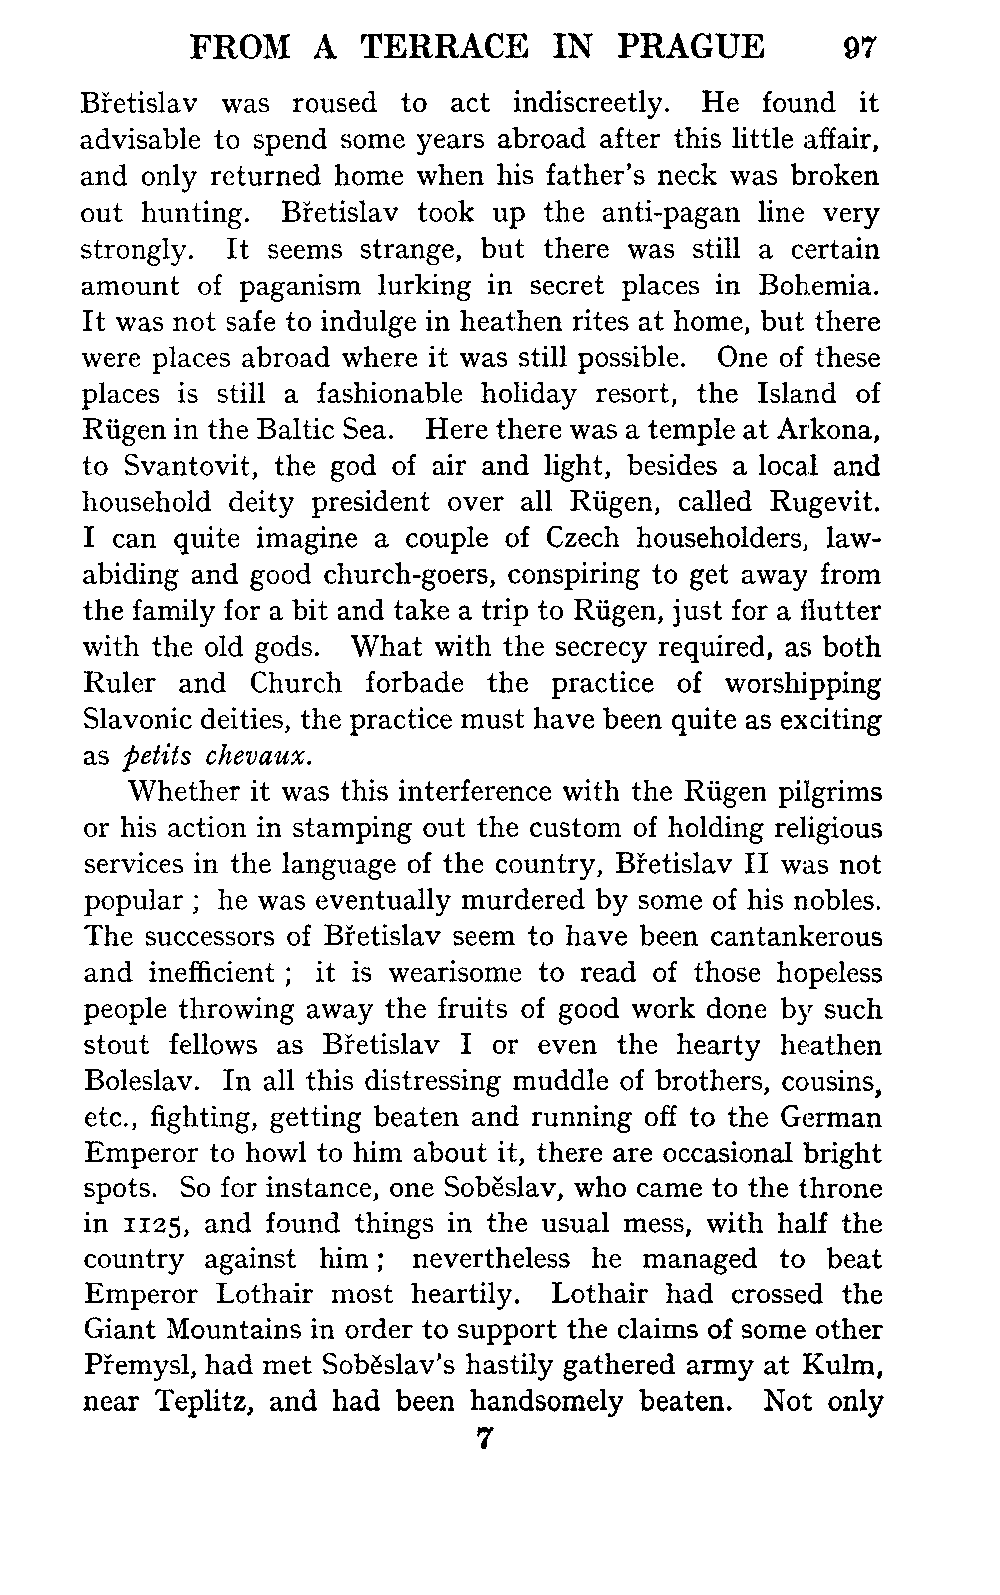 FROM A TERRACE IN PRAGUE 97
Břetislav was roused to act indiscreetly. He found it
advisable to spend some years abroad after this little affair,
and only returned home when his father's neck was broken
out hunting. Břetislav took up the anti-pagan line very
strongly. It seems strange, but there was still a certain
amount of paganism lurking in secret places in Bohemia.
It was not safe to indulge in heathen rites at home, but there
were places abroad where it was still possible. One of these
places is still a fashionable holiday resort, the Island of
Rügen in the Baltic Sea. Here there was a temple at Arkona,
to Svantovit, the god of air and light, besides a local and
household deity president over all Rügen, called Rugevit.
I can quite imagine a couple of Czech householders, law-
abiding and good church-goers, conspiring to get away from
the family for a bit and take a trip to Rügen, just for a flutter
with the old gods. What with the secrecy required, as both
Ruler and Church forbade the practice of worshipping
Slavonic deities, the practice must have been quite as exciting
as petits chevaux.
Whether it was this interference with the Rügen pilgrims
or his action in stamping out the custom of holding religious
services in the language of the country, Břetislav II was not
popular ; he was eventually murdered by some of his nobles.
The successors of Břetislav seem to have been cantankerous
and inefficient ; it is wearisome to read of those hopeless
people throwing away the fruits of good work done by such
stout fellows as Břetislav I or even the hearty heathen
Boleslav. In all this distressing muddle of brothers, cousins,
etc., fighting, getting beaten and running off to the German
Emperor to howl to him about it, there are occasional bright
spots. So for instance, one Soběslav, who came to the throne
in 1125, and found things in the usual mess, with half the
country against him ; nevertheless he managed to beat
Emperor Lothair most heartily. Lothair had crossed the
Giant Mountains in order to support the claims of some other
Přemysl, had met Soběslav's hastily gathered army at Kulm,
near Teplitz, and had been handsomely beaten. Not only
7